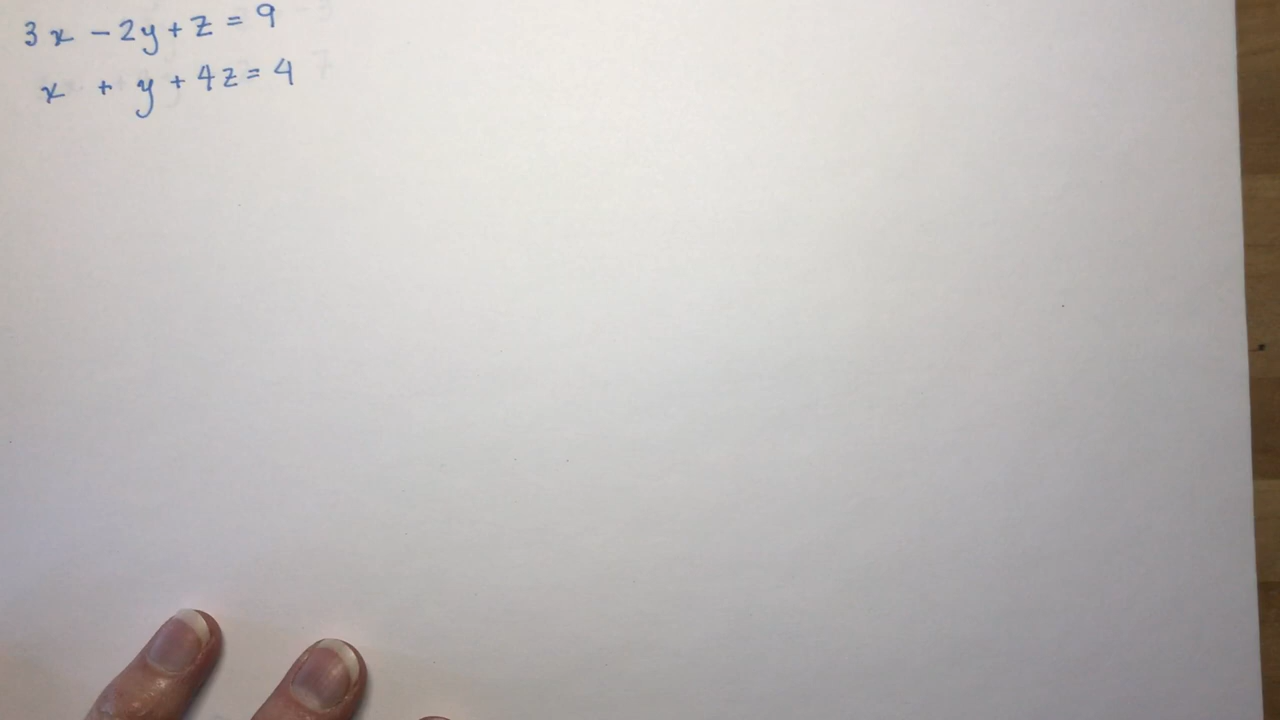 3x - 2y + z = 9
x + y + 4z = 4